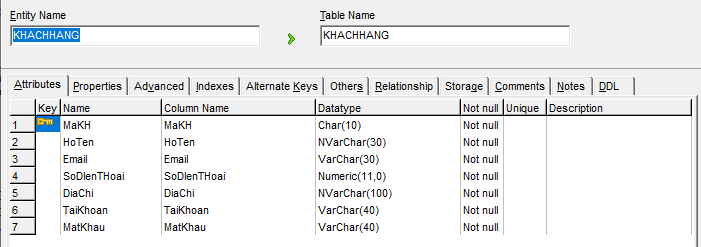 Entity Name Table Name
KHACHHANG KHACHHANG
Attributes Properties Advanced Indexes Alternate Keys Others Relationship Storage Comments Notes DDL
Key Name Column Name Datatype Not null Unique Description
1 MaKH MaKH Char(10) Not null
2 HoTen HoTen NVarChar(30) Not null
3 Email Email VarChar(30) Not null
4 SoDIenTHoai SoDIenTHoai Numeric(11,0) Not null
5 DiaChi DiaChi NVarChar(100) Not null
6 TaiKhoan TaiKhoan VarChar(40) Not null
7 MatKhau MatKhau VarChar(40) Not null